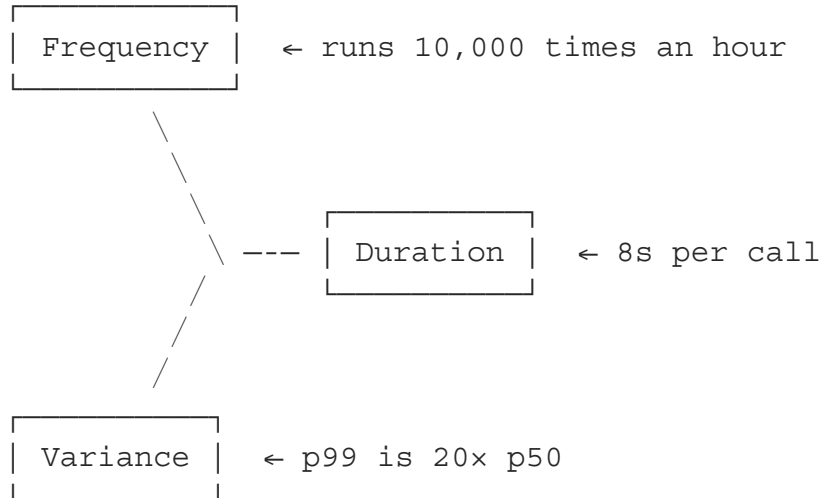 Frequency ← runs 10,000 times an hour
Duration ← 8s per call
Variance ← p99 is 20× p50